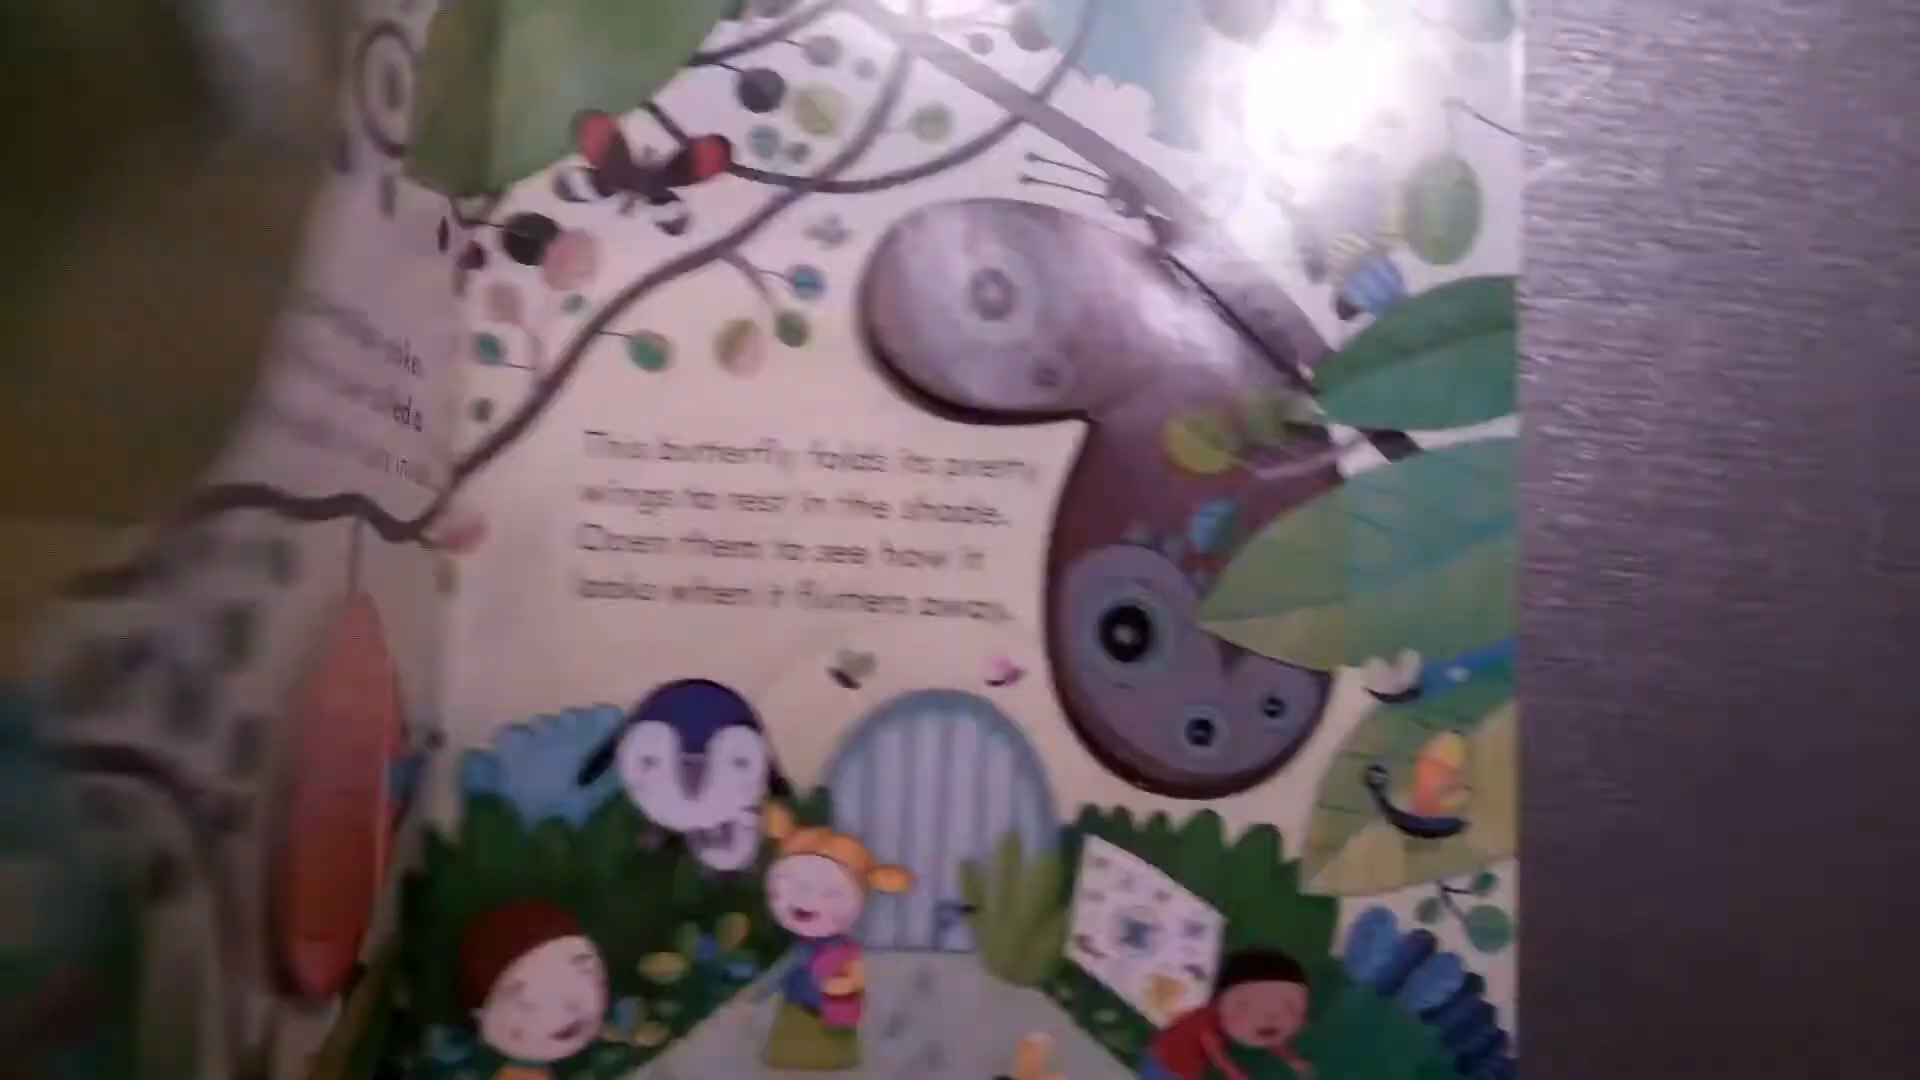 This butterfly folds its pretty
wings to rest in the shade.
Open them to see how it
looks when it flutters away.